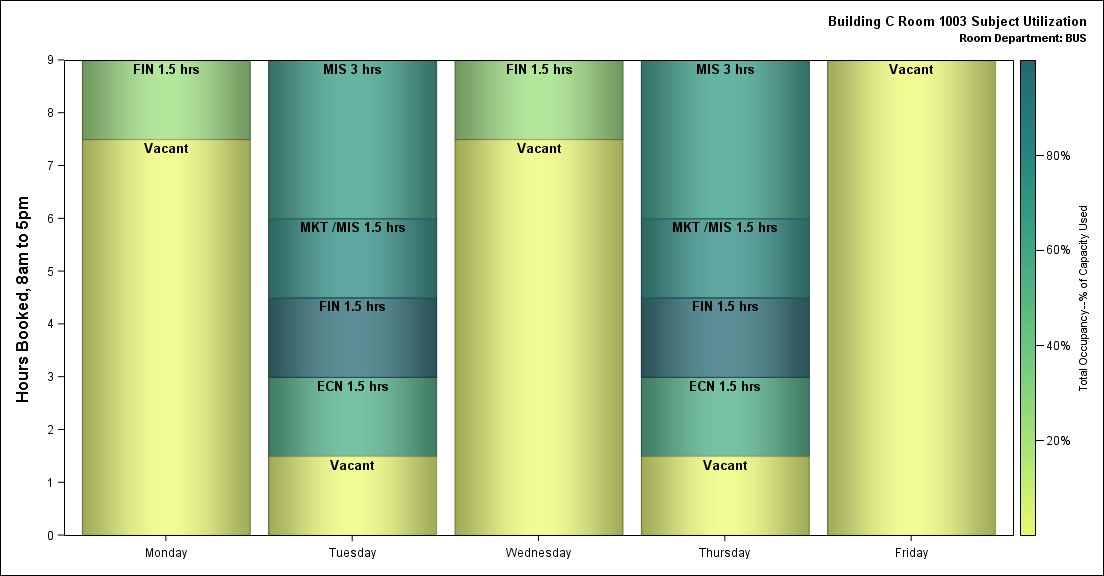 Building C Room 1003 Subject Utilization
Room Department: BUS
Hours Booked, 8am to 5pm
9
8
7
6
5
4
3
2
1
0
FIN 1.5 hrs
Vacant
MIS 3 hrs
MKT /MIS 1.5 hrs
FIN 1.5 hrs
ECN 1.5 hrs
Vacant
FIN 1.5 hrs
Vacant
MIS 3 hrs
MKT /MIS 1.5 hrs
FIN 1.5 hrs
ECN 1.5 hrs
Vacant
Vacant
Monday
Tuesday
Wednesday
Thursday
Friday
80%
60%
40%
20%
Total Occupancy--% of Capacity Used